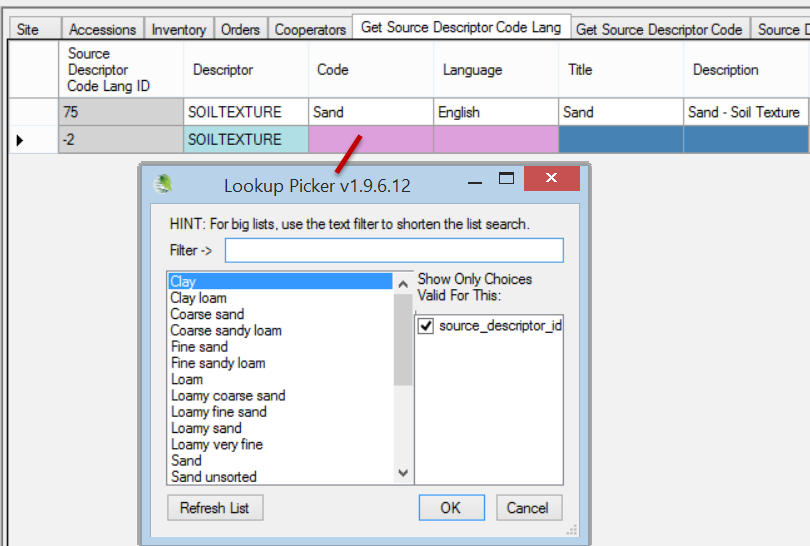 Site Accessions Inventory Orders Cooperators Get Source Descriptor Code Lang Get Source Descriptor Code Source D
Source
Descriptor
Code Lang ID
Descriptor Code Language Title Description
75 SOILTEXTURE Sand English Sand Sand - Soil Texture
-2 SOILTEXTURE
Lookup Picker v1.9.6.12
HINT: For big lists, use the text filter to shorten the list search.
Filter ->
Clay
Clay loam
Coarse sand
Coarse sandy loam
Fine sand
Fine sandy loam
Loam
Loamy coarse sand
Loamy fine sand
Loamy sand
Loamy very fine
Sand
Sand unsorted
Show Only Choices
Valid For This:
source_descriptor_id
Refresh List OK Cancel